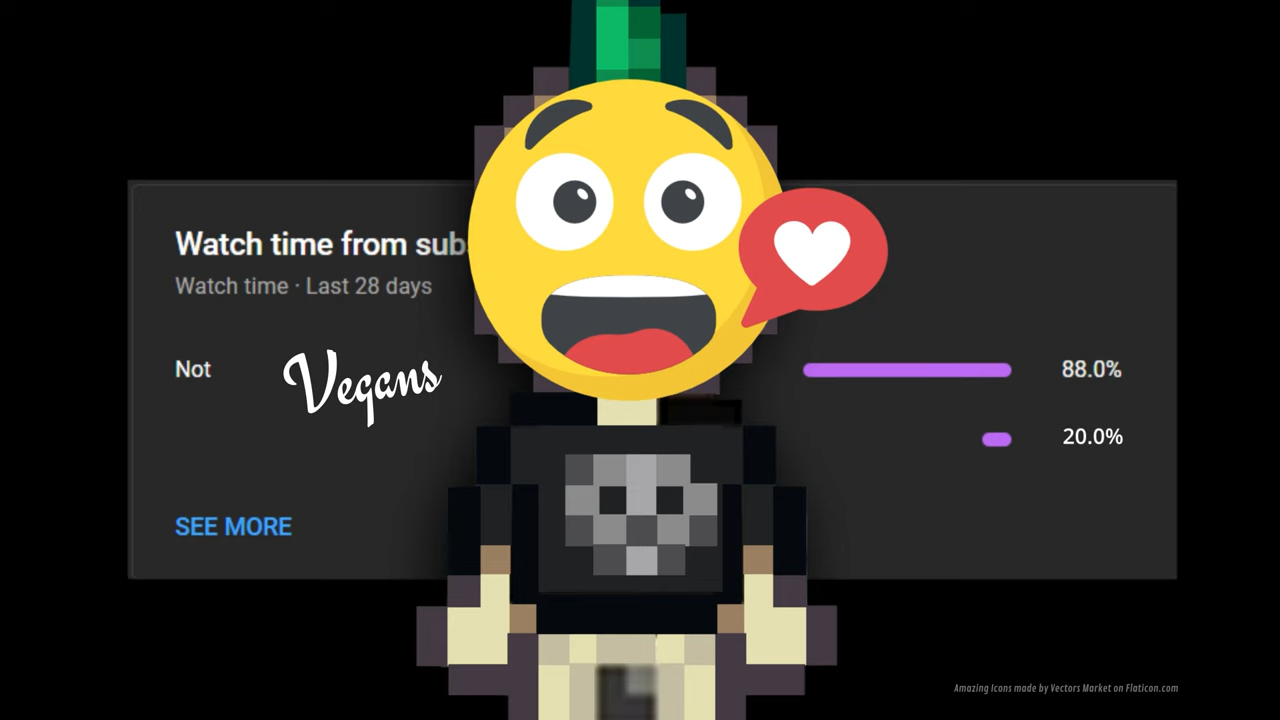 Watch time from sub
Watch time · Last 28 days
Not Vegans 88.0%
20.0%
SEE MORE
Amazing Icons made by Vectors Market on Flaticon.com